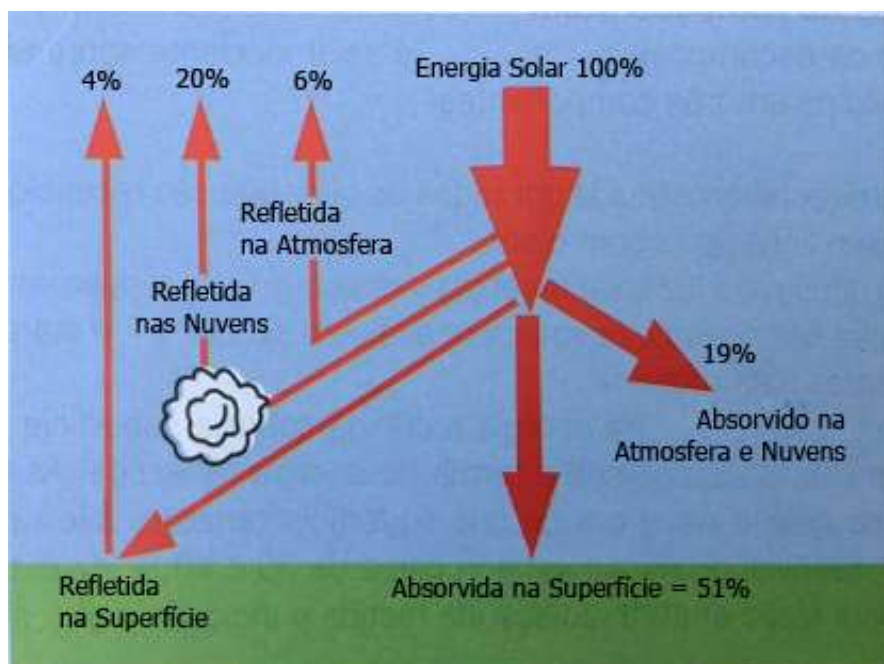 4%
20%
6%
Energia Solar 100%
Refletida
na Atmosfera
Refletida
nas Nuvens
19%
Absorvido na
Atmosfera e Nuvens
Refletida
na Superfície
Absorvida na Superfície = 51%